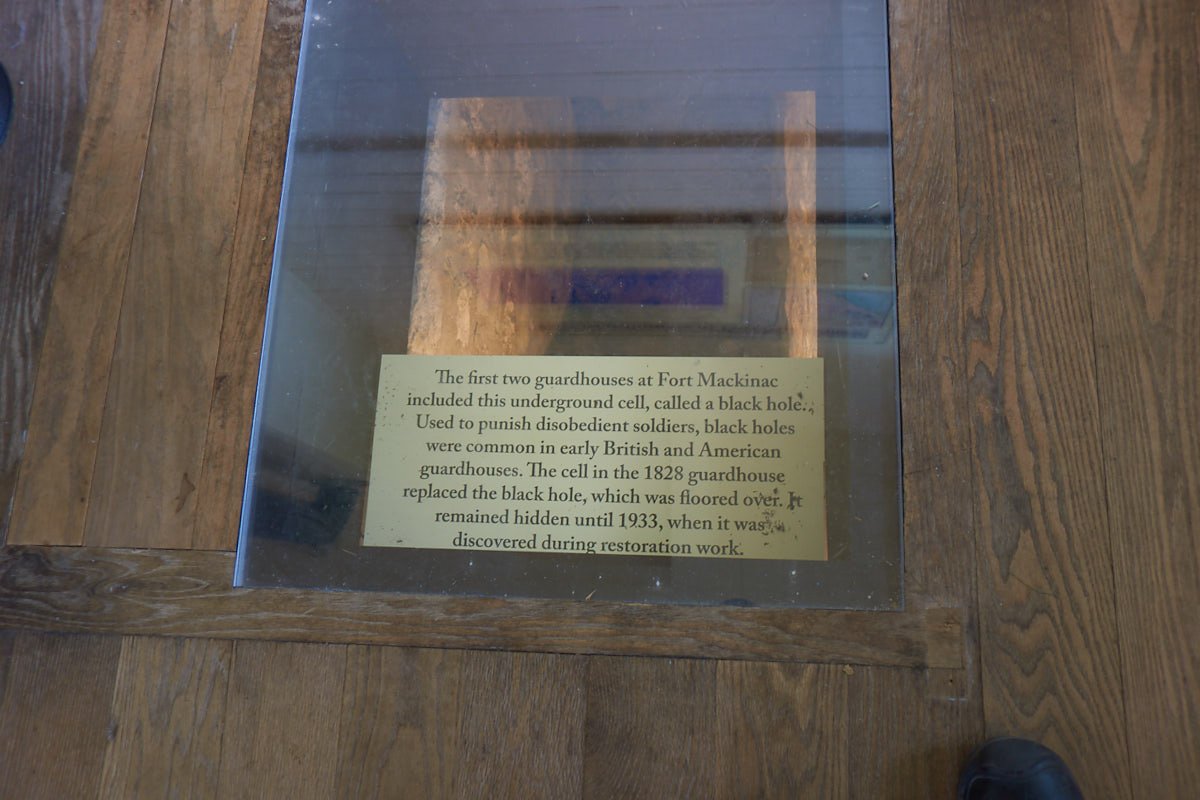 The first two guardhouses at Fort Mackinac
included this underground cell, called a black hole.
Used to punish disobedient soldiers, black holes
were common in early British and American
guardhouses. The cell in the 1828 guardhouse
replaced the black hole, which was floored over. It
remained hidden until 1933, when it was
discovered during restoration work.